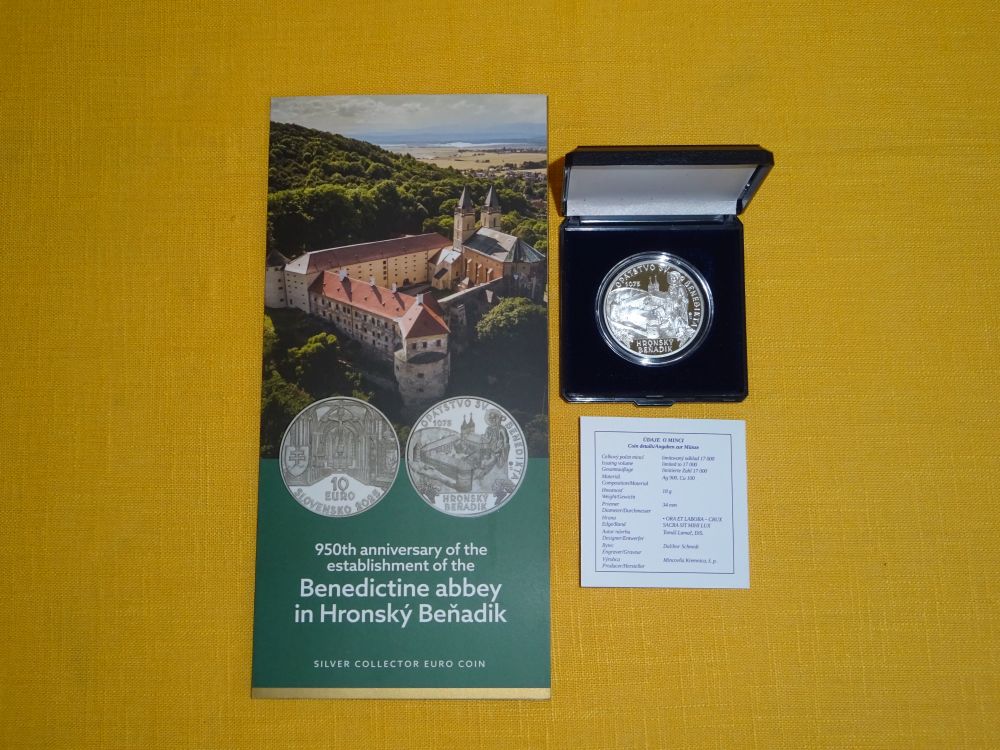 OPATSTVO SV. BENEDIKTA
1075
HRONSKÝ
BEŇADIK
10
EURO
SLOVENSKO 2025
OPATSTVO SV. BENEDIKTA
1075
HRONSKÝ
BEŇADIK
950th anniversary of the
establishment of the
Benedictine abbey
in Hronský Beňadik
SILVER COLLECTOR EURO COIN
ÚDAJE O MINCI
Coin details/Angaben zur Münze
Celkový počet mincí limitovaný náklad 17 000
Issuing volume limited to 17 000
Gesamtauflage limitierte Zahl 17 000
Materiál Ag 900, Cu 100
Composition/Material
Hmotnosť 18 g
Weight/Gewicht
Priemer 34 mm
Diameter/Durchmesser
Hrana • ORA ET LABORA – CRUX
Edge/Rand SACRA SIT MIHI LUX
Autor návrhu Tomáš Lamač, DiS.
Designer/Entwerfer
Rytec Dalibor Schmidt
Engraver/Graveur
Výrobca Mincovňa Kremnica, š. p.
Producer/Hersteller